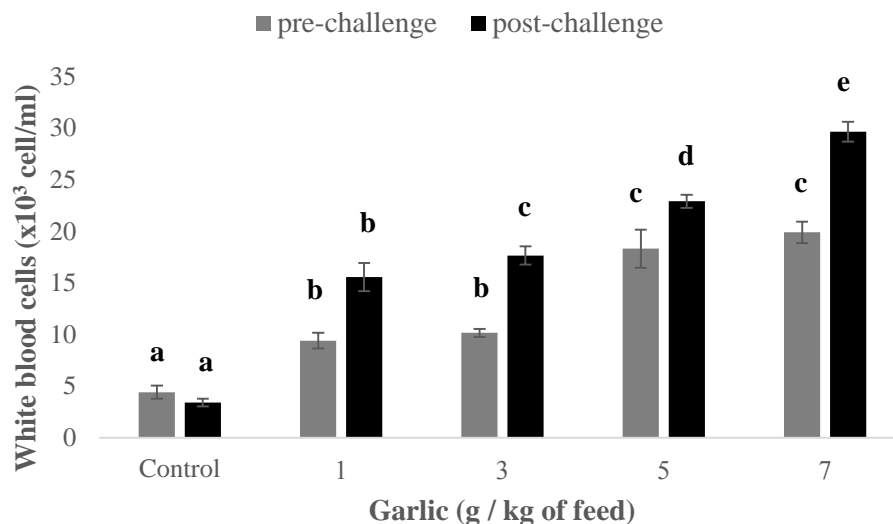 pre-challenge post-challenge
35
30
25
20
15
10
5
0
White blood cells (x10³ cell/ml)
a a b b b c c d c e
Control 1 3 5 7
Garlic (g / kg of feed)